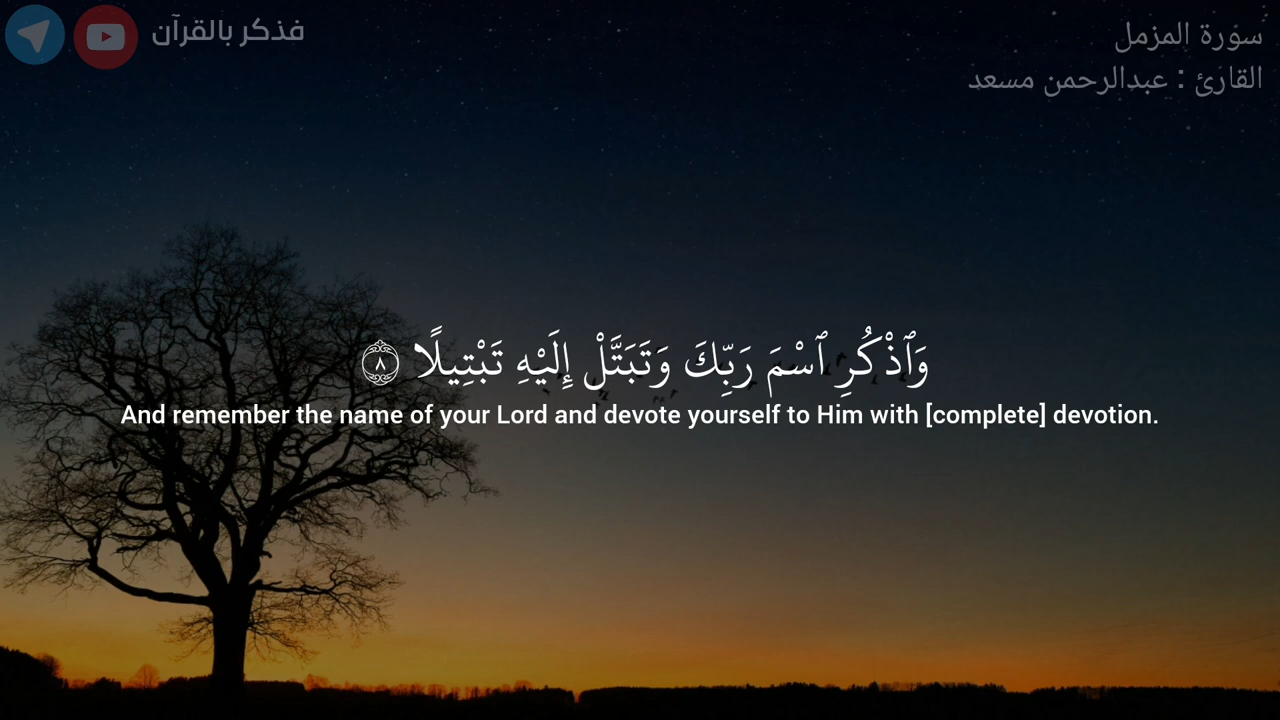 سورة المزمل
القارئ : عبدالرحمن مسعد
فذكر بالقرآن
وَٱذْكُرِ ٱسْمَ رَبِّكَ وَتَبَتَّلْ إِلَيْهِ تَبْتِيلًا ٨
And remember the name of your Lord and devote yourself to Him with [complete] devotion.